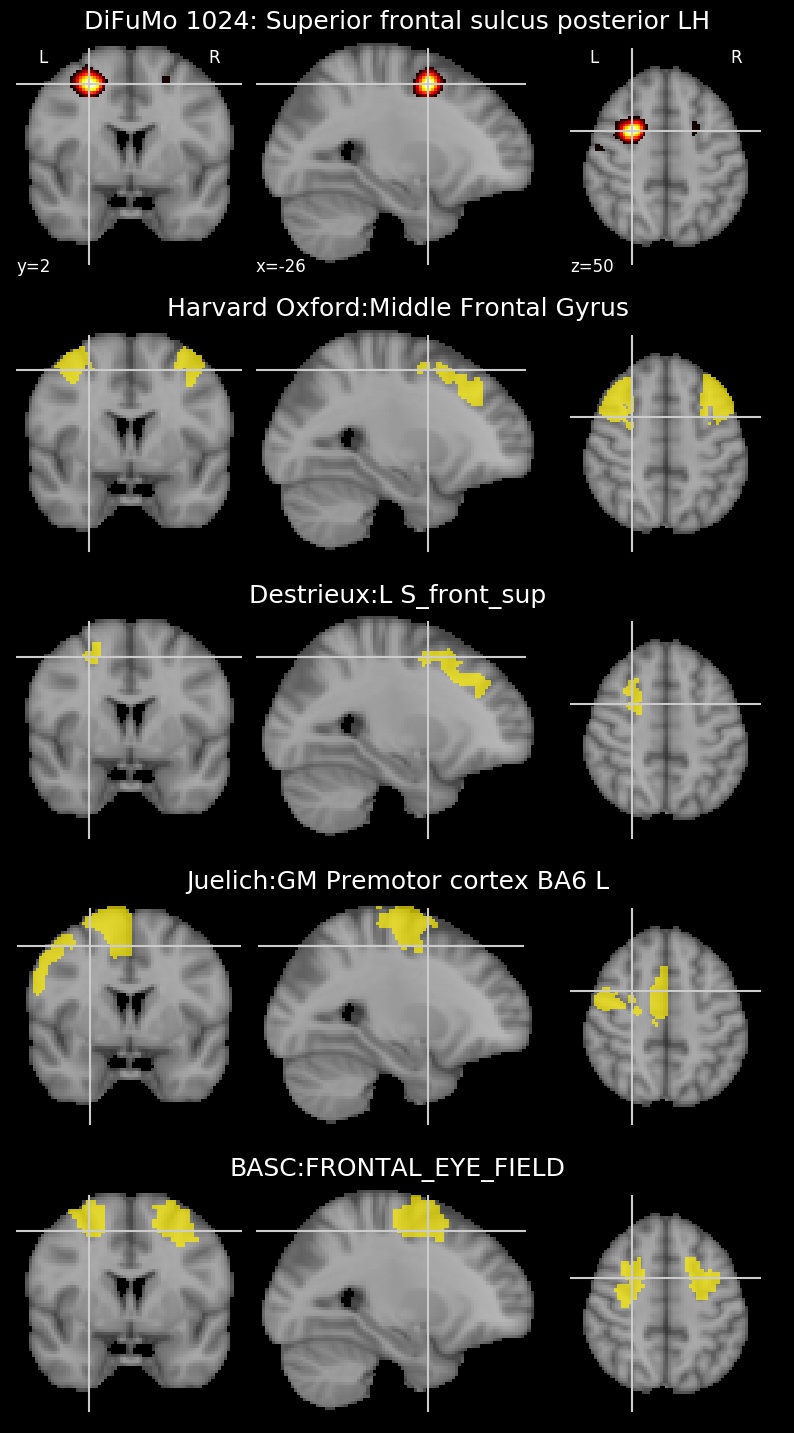 DiFuMo 1024: Superior frontal sulcus posterior LH
L R L R
y=2 x=-26 z=50
Harvard Oxford:Middle Frontal Gyrus
Destrieux:L S_front_sup
Juelich:GM Premotor cortex BA6 L
BASC:FRONTAL_EYE_FIELD